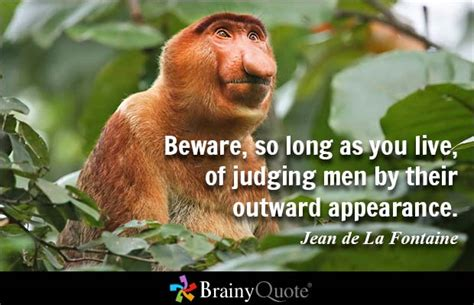 Beware, so long as you live,
of judging men by their
outward appearance.
Jean de La Fontaine
BrainyQuote®